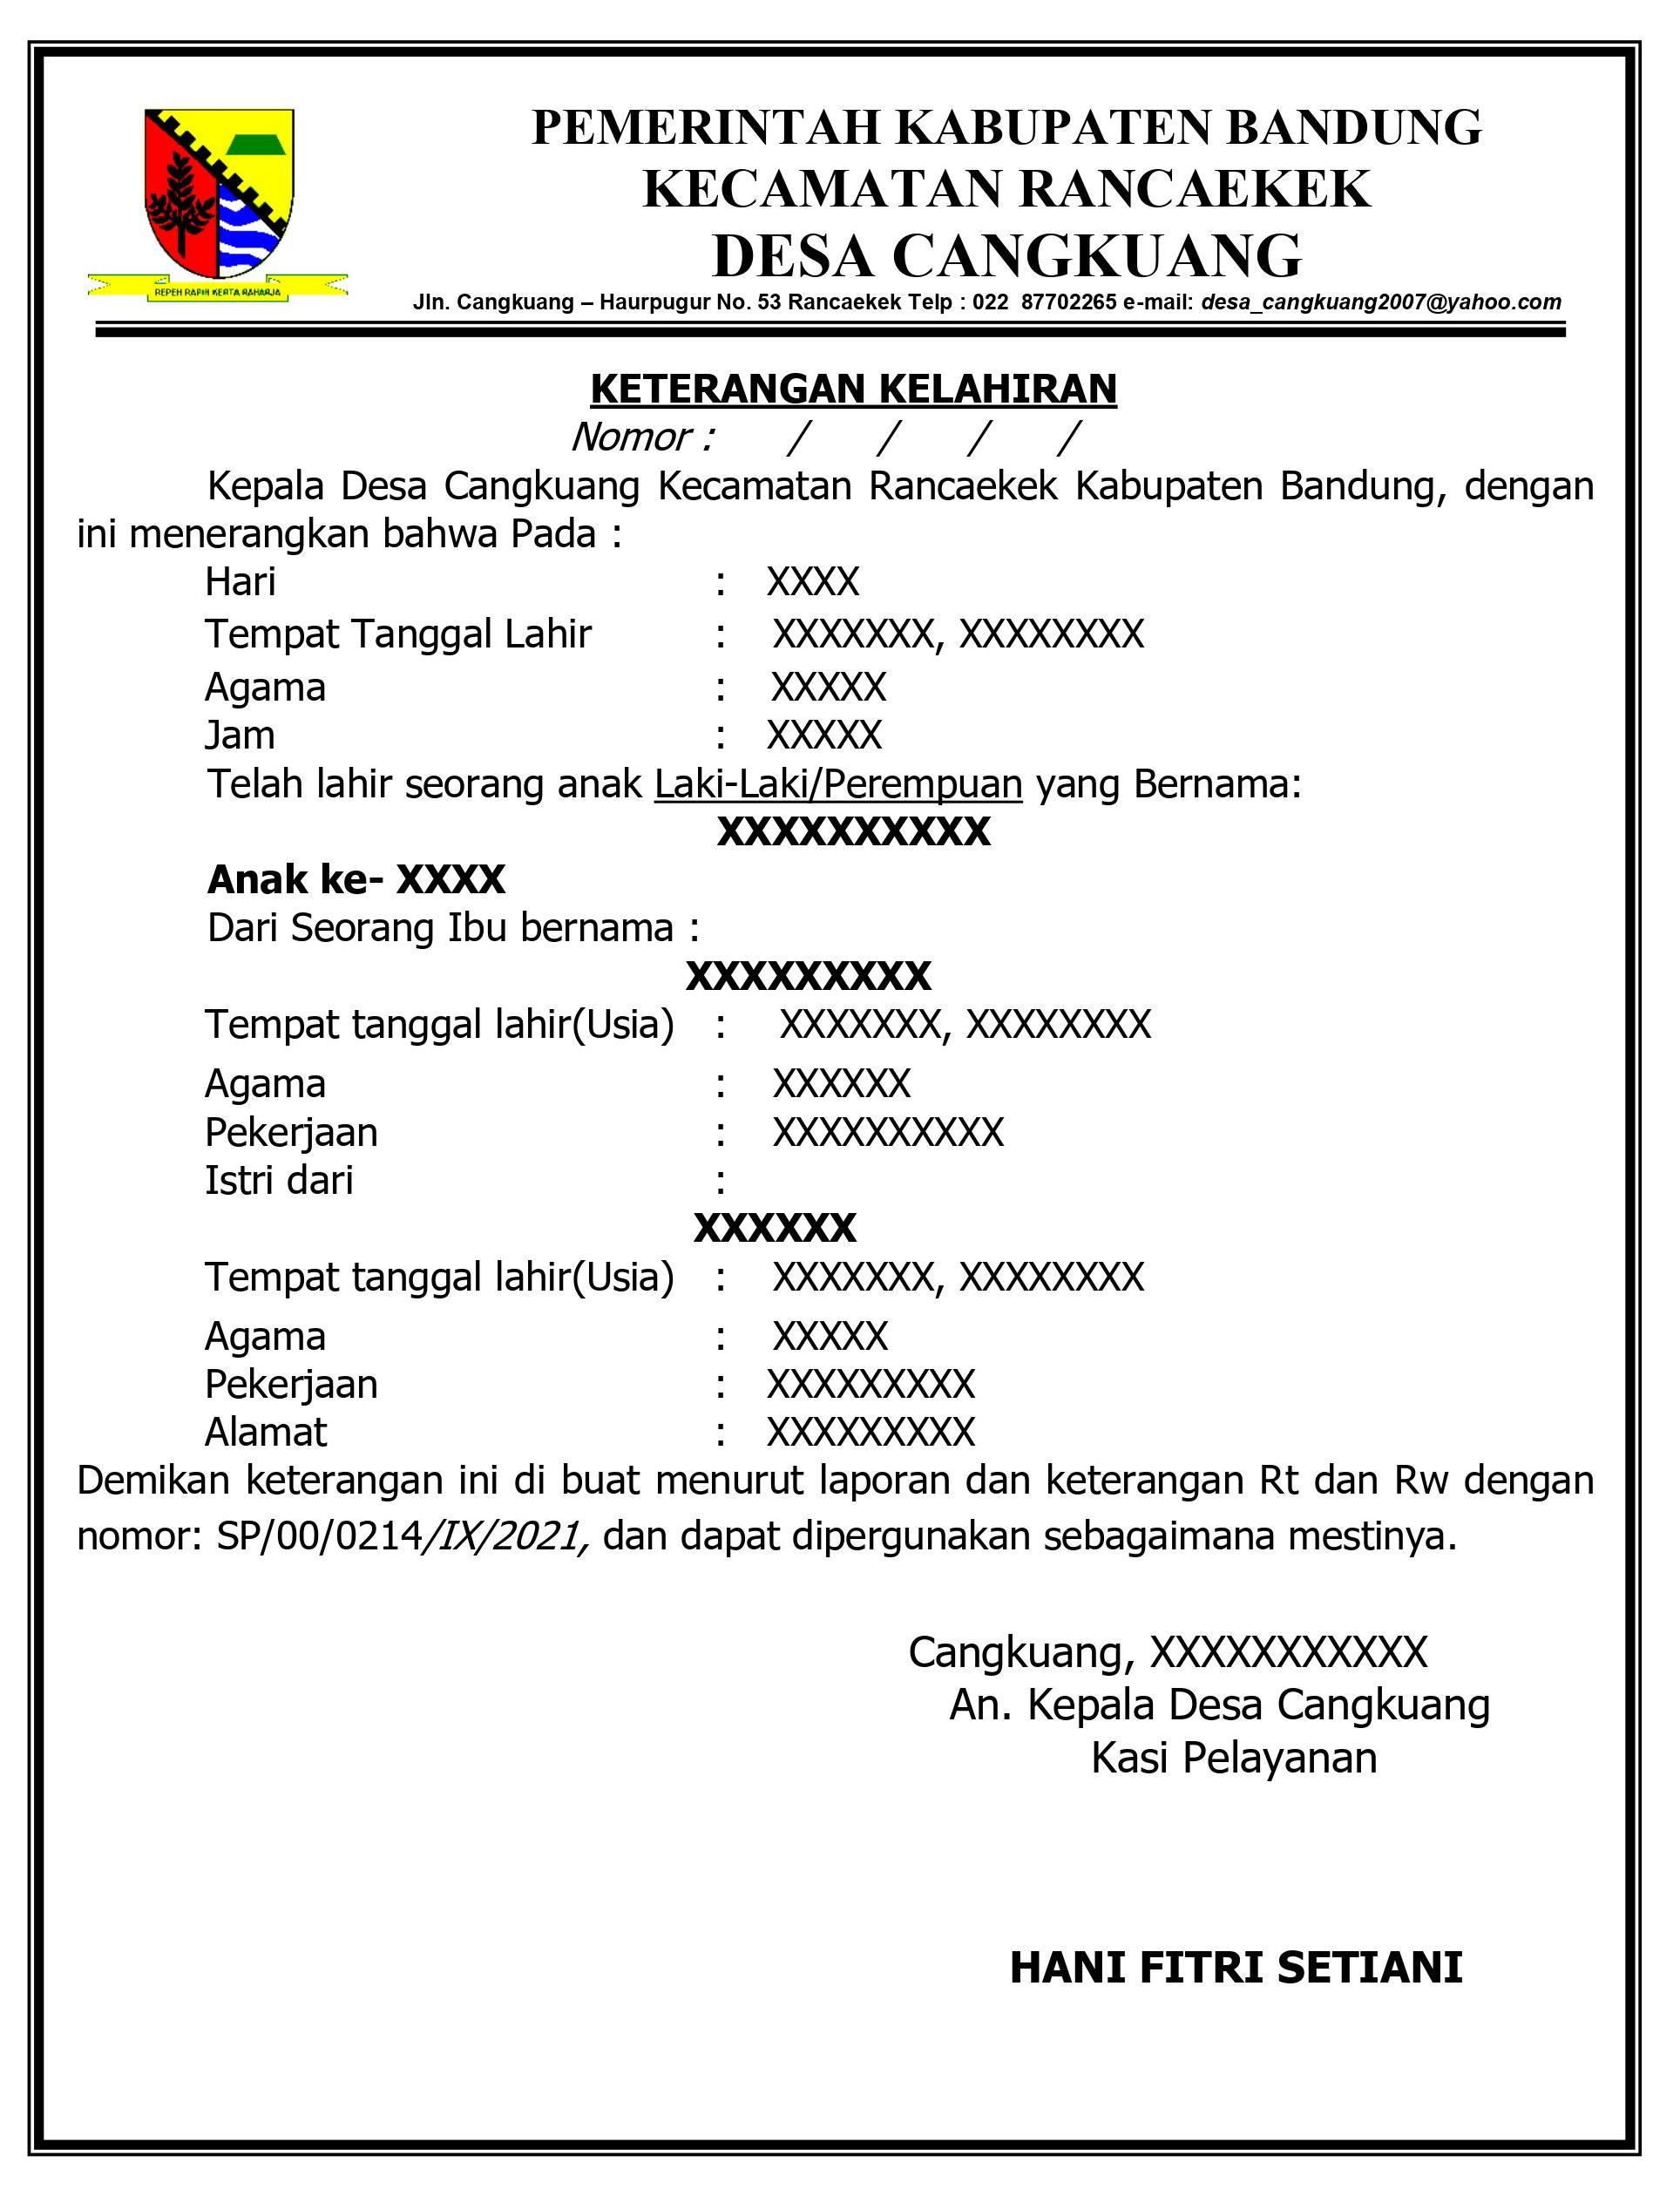 PEMERINTAH KABUPATEN BANDUNG
KECAMATAN RANCAEKEK
DESA CANGKUANG
REPEH RAPIH KERTA RAHARJA
Jln. Cangkuang – Haurpugur No. 53 Rancaekek Telp : 022  87702265 e-mail: desa_cangkuang2007@yahoo.com
KETERANGAN KELAHIRAN
Nomor :      /      /      /      /
Kepala Desa Cangkuang Kecamatan Rancaekek Kabupaten Bandung, dengan
ini menerangkan bahwa Pada :
Hari : XXXX
Tempat Tanggal Lahir : XXXXXXX, XXXXXXXX
Agama : XXXXX
Jam : XXXXX
Telah lahir seorang anak Laki-Laki/Perempuan yang Bernama:
XXXXXXXXXX
Anak ke- XXXX
Dari Seorang Ibu bernama :
XXXXXXXXX
Tempat tanggal lahir(Usia) : XXXXXXX, XXXXXXXX
Agama : XXXXXX
Pekerjaan : XXXXXXXXXX
Istri dari :
XXXXXX
Tempat tanggal lahir(Usia) : XXXXXXX, XXXXXXXX
Agama : XXXXX
Pekerjaan : XXXXXXXXX
Alamat : XXXXXXXXX
Demikan keterangan ini di buat menurut laporan dan keterangan Rt dan Rw dengan
nomor: SP/00/0214/IX/2021, dan dapat dipergunakan sebagaimana mestinya.
Cangkuang, XXXXXXXXXXX
An. Kepala Desa Cangkuang
Kasi Pelayanan
HANI FITRI SETIANI